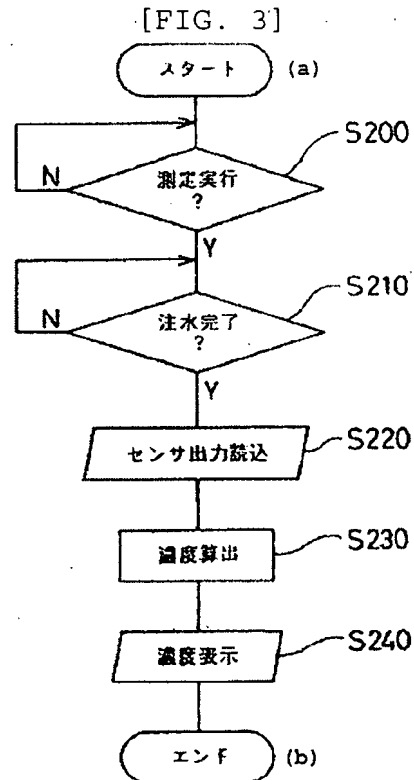 [FIG. 3]
スタート (a)
S200
測定実行
?
N
Y
S210
注水完了
?
N
Y
センサ出力読込 S220
濃度算出 S230
濃度表示 S240
エンド (b)